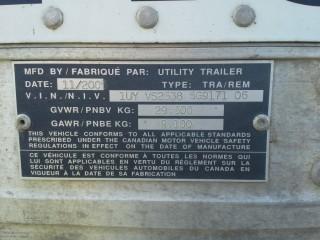 MFD BY / FABRIQUÉ PAR: UTILITY TRAILER
DATE: 11/200 TYPE: TRA/REM
V.I.N./N.I.V. 1UY VS2538
GVWR/PNBV KG:
GAWR/PNBE KG:
THIS VEHICLE CONFORMS TO ALL APPLICABLE STANDARDS
PRESCRIBED UNDER THE CANADIAN MOTOR VEHICLE SAFETY
REGULATIONS IN EFFECT ON THE DATE OF MANUFACTURE
CE VÉHICULE EST CONFORME À TOUTES LES NORMES QUI
LUI SONT APPLICABLES EN VERTU DU RÈGLEMENT SUR LA
SÉCURITÉ DES VÉHICULES AUTOMOBILES DU CANADA EN
VIGUEUR À LA DATE DE SA FABRICATION